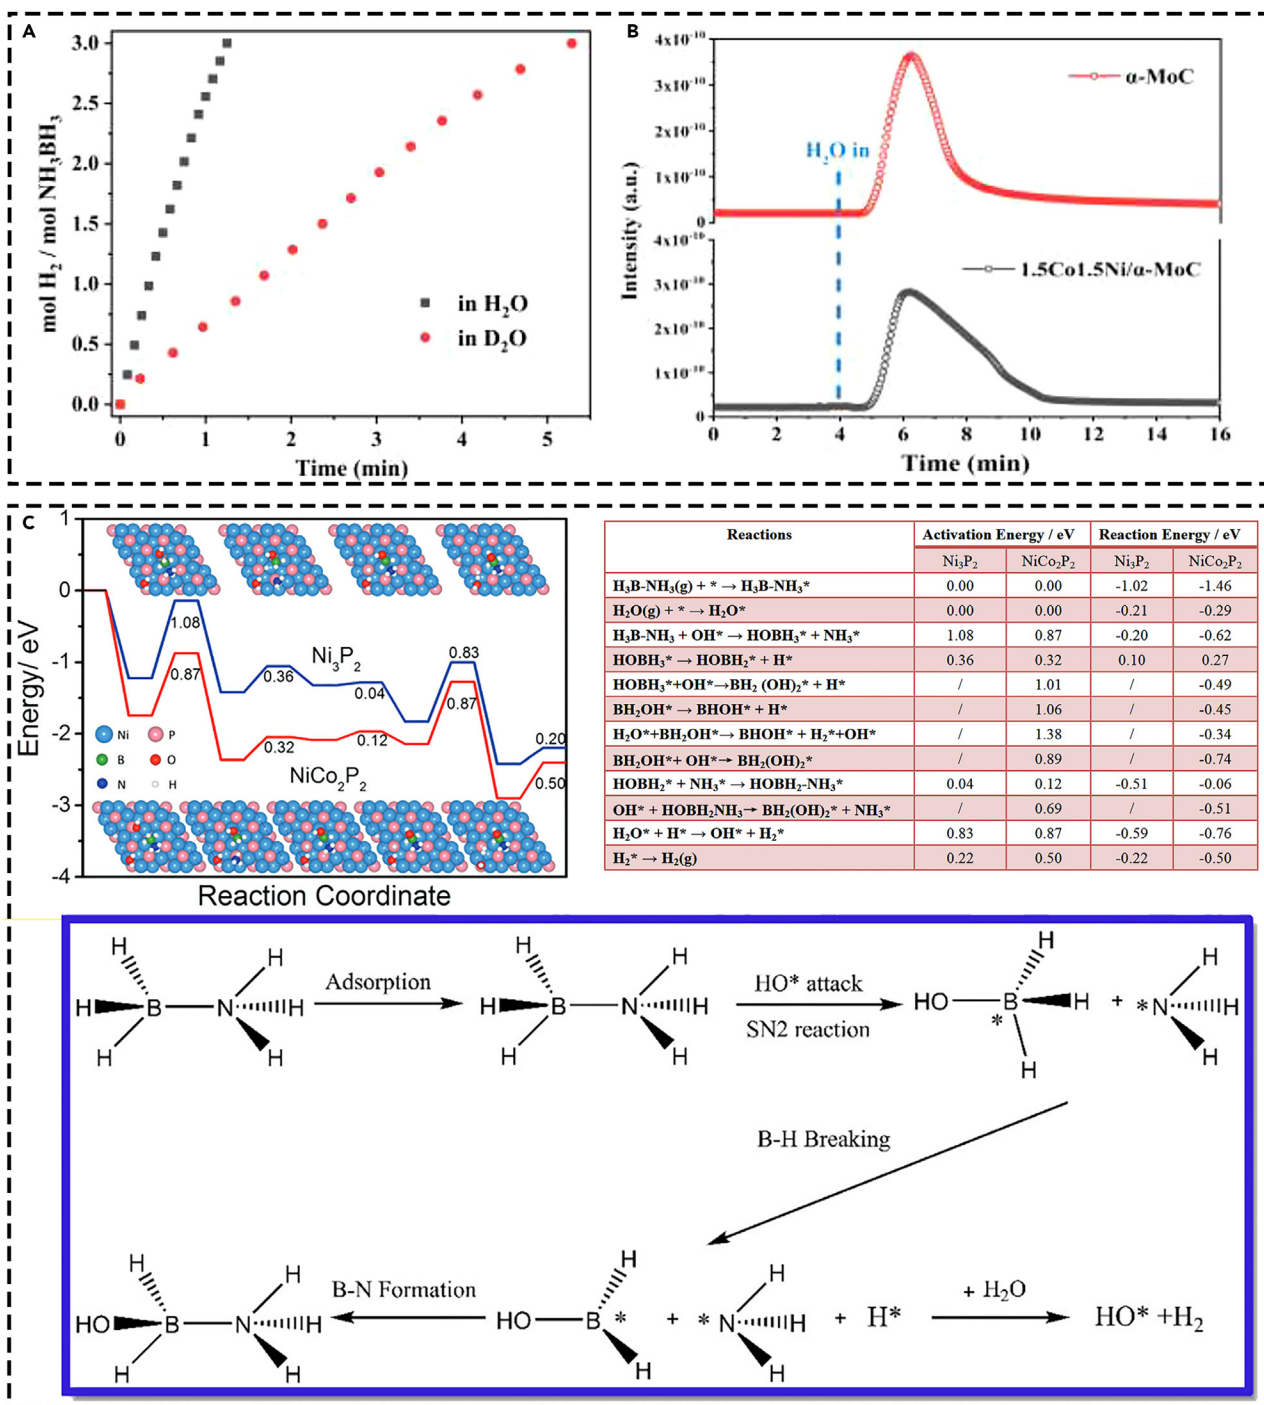 A
mol H₂ / mol NH₃BH₃
3.0
2.5
2.0
1.5
1.0
0.5
0.0
in H₂O
in D₂O
0 1 2 3 4 5
Time (min)
B
Intensity (a.u.)
4x10⁻¹⁰
3x10⁻¹⁰
2x10⁻¹⁰
1x10⁻¹⁰
0
α-MoC
H₂O in
4x10⁻¹⁰
3x10⁻¹⁰
2x10⁻¹⁰
1x10⁻¹⁰
0
1.5Co1.5Ni/α-MoC
0 2 4 6 8 10 12 14 16
Time (min)
C
Energy/ eV
1
0
-1
-2
-3
-4
1.08
0.87
Ni₃P₂
0.36
0.04
0.83
0.87
0.32
0.12
0.20
0.50
NiCo₂P₂
Ni P
B O
N H
Reaction Coordinate
Reactions Activation Energy / eV Reaction Energy / eV
Ni₃P₂ NiCo₂P₂ Ni₃P₂ NiCo₂P₂
H₃B-NH₃(g) + * → H₃B-NH₃* 0.00 0.00 -1.02 -1.46
H₂O(g) + * → H₂O* 0.00 0.00 -0.21 -0.29
H₃B-NH₃ + OH* → HOBH₃* + NH₃* 1.08 0.87 -0.20 -0.62
HOBH₃* → HOBH₂* + H* 0.36 0.32 0.10 0.27
HOBH₃*+OH*→BH₂ (OH)₂* + H* / 1.01 / -0.49
BH₂OH* → BHOH* + H* / 1.06 / -0.45
H₂O*+BH₂OH*→ BHOH* + H₂*+OH* / 1.38 / -0.34
BH₂OH*+ OH*→ BH₂(OH)₂* / 0.89 / -0.74
HOBH₂* + NH₃* → HOBH₂-NH₃* 0.04 0.12 -0.51 -0.06
OH* + HOBH₂NH₃→ BH₂(OH)₂* + NH₃* / 0.69 / -0.51
H₂O* + H* → OH* + H₂* 0.83 0.87 -0.59 -0.76
H₂* → H₂(g) 0.22 0.50 -0.22 -0.50
H H
H B N H
H H
Adsorption
H H
H B N H
H H
HO* attack
SN2 reaction
H
HO B H
*
H
+
H
* N H
H
B-H Breaking
H H
HO B N H
H H
B-N Formation
H
HO B *
H
+
H
* N H
H
+ H*
+ H₂O
HO* +H₂